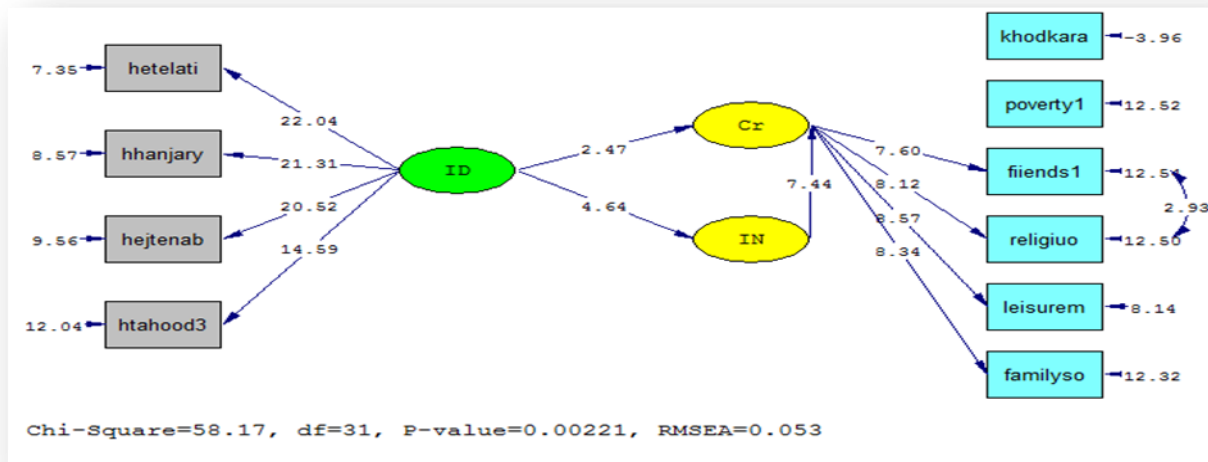 khodkara
-3.96
7.35
hetelati
poverty1
12.52
22.04
Cr
8.57
hhanjary
21.31
2.47
7.60
fiiends1
ID
7.44
8.12
2.93
20.52
4.64
8.57
9.56
hejtenab
IN
religiuo
12.50
14.59
8.34
leisurem
8.14
12.04
htahood3
familyso
12.32
Chi-Square=58.17, df=31, P-value=0.00221, RMSEA=0.053